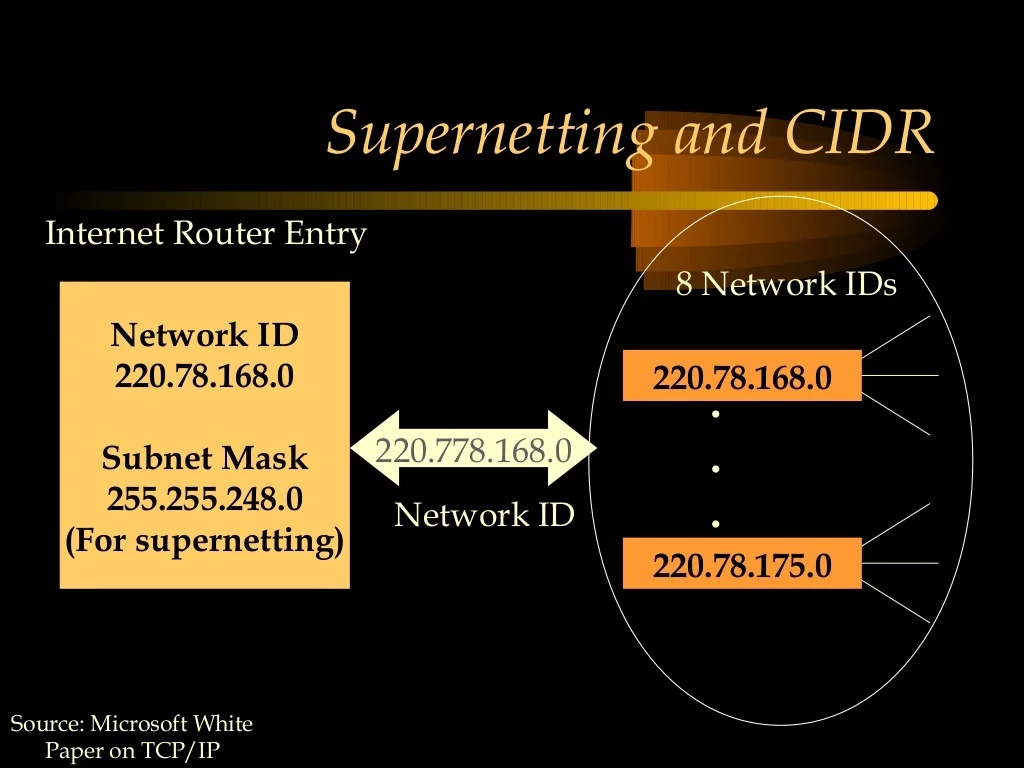 Supernetting and CIDR
Internet Router Entry
Network ID
220.78.168.0
Subnet Mask
255.255.248.0
(For supernetting)
220.778.168.0
Network ID
8 Network IDs
220.78.168.0
.
.
.
220.78.175.0
Source: Microsoft White
Paper on TCP/IP